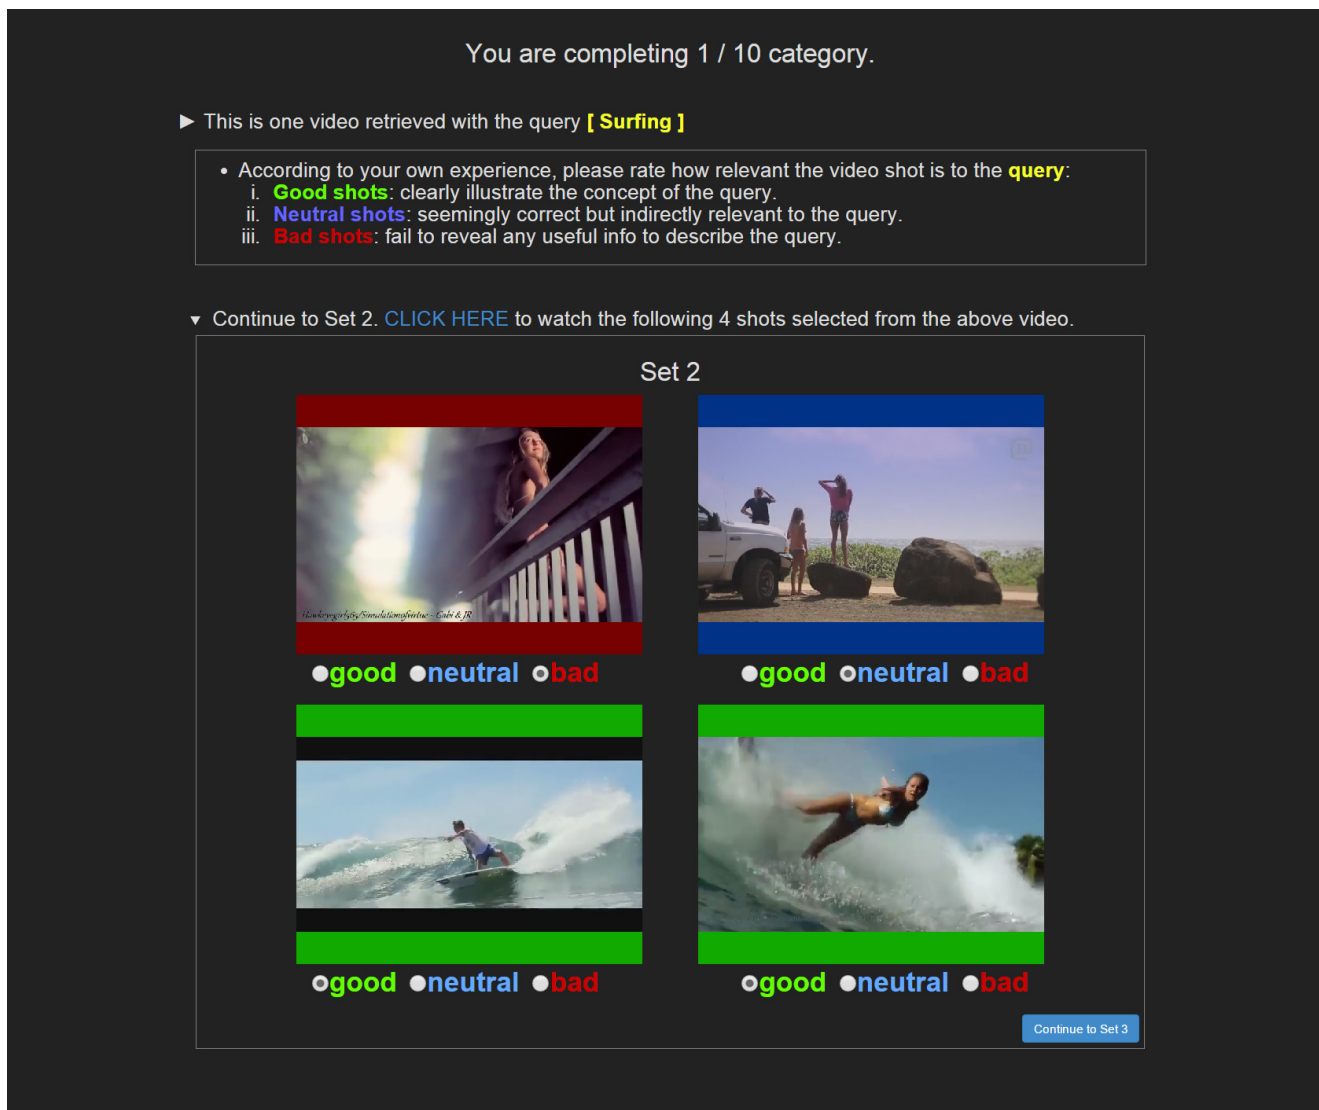 You are completing 1 / 10 category.
▶ This is one video retrieved with the query [ Surfing ]
• According to your own experience, please rate how relevant the video shot is to the query:
i. Good shots: clearly illustrate the concept of the query.
ii. Neutral shots: seemingly correct but indirectly relevant to the query.
iii. Bad shots: fail to reveal any useful info to describe the query.
▼ Continue to Set 2. CLICK HERE to watch the following 4 shots selected from the above video.
Set 2
good neutral bad
good neutral bad
good neutral bad
good neutral bad
Continue to Set 3